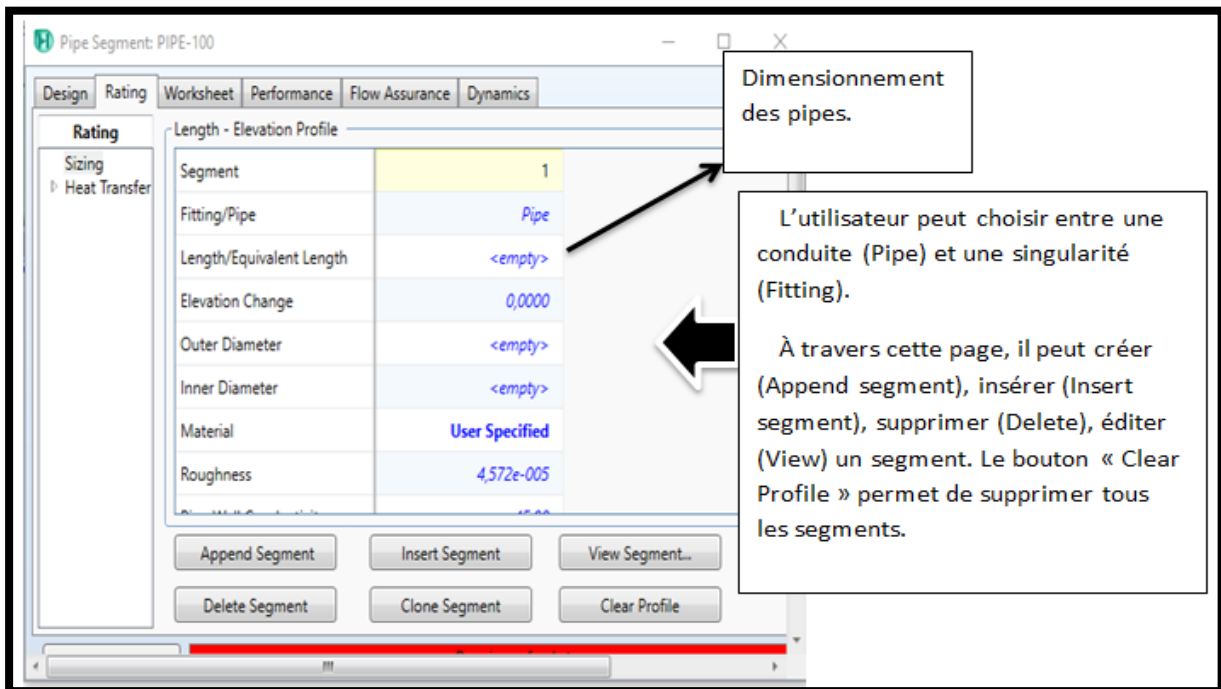 Pipe Segment: PIPE-100
Design Rating Worksheet Performance Flow Assurance Dynamics
Rating
Sizing
Heat Transfer
Length - Elevation Profile
Segment 1
Fitting/Pipe Pipe
Length/Equivalent Length <empty>
Elevation Change 0,0000
Outer Diameter <empty>
Inner Diameter <empty>
Material User Specified
Roughness 4,572e-005
Append Segment Insert Segment View Segment...
Delete Segment Clone Segment Clear Profile
Dimensionnement
des pipes.
L’utilisateur peut choisir entre une
conduite (Pipe) et une singularité
(Fitting).
À travers cette page, il peut créer
(Append segment), insérer (Insert
segment), supprimer (Delete), éditer
(View) un segment. Le bouton « Clear
Profile » permet de supprimer tous
les segments.